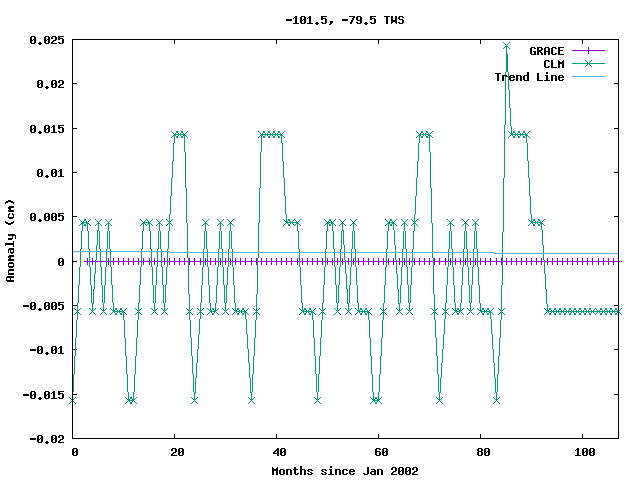 -101.5, -79.5 TWS
0.025
0.02
0.015
0.01
0.005
0
-0.005
-0.01
-0.015
-0.02
Anomaly (cm)
GRACE
CLM
Trend Line
0 20 40 60 80 100
Months since Jan 2002